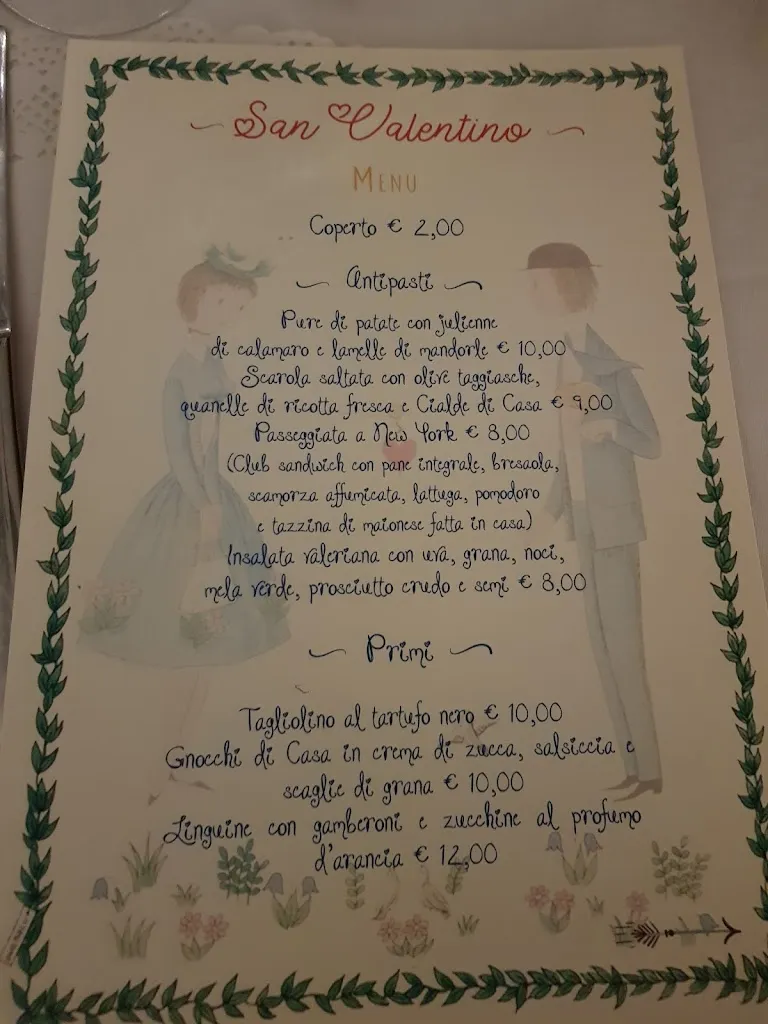 San Valentino
MENU
Coperto € 2,00
Antipasti
Pure di patate con julienne
di calamaro e lamelle di mandorle € 10,00
Scarola saltata con olive taggiasche,
quanelle di ricotta fresca e Cialde di Casa € 9,00
Passeggiata a New York € 8,00
(Club sandwich con pane integrale, bresaola,
scamorza affumicata, lattuga, pomodoro
e tazzina di maionese fatta in casa)
Insalata valeriana con uva, grana, noci,
mela verde, prosciutto crudo e semi € 8,00
Primi
Tagliolino al tartufo nero € 10,00
Gnocchi di Casa in crema di zucca, salsiccia e
scaglie di grana € 10,00
Linguine con gamberoni e zucchine al profumo
d'arancia € 12,00